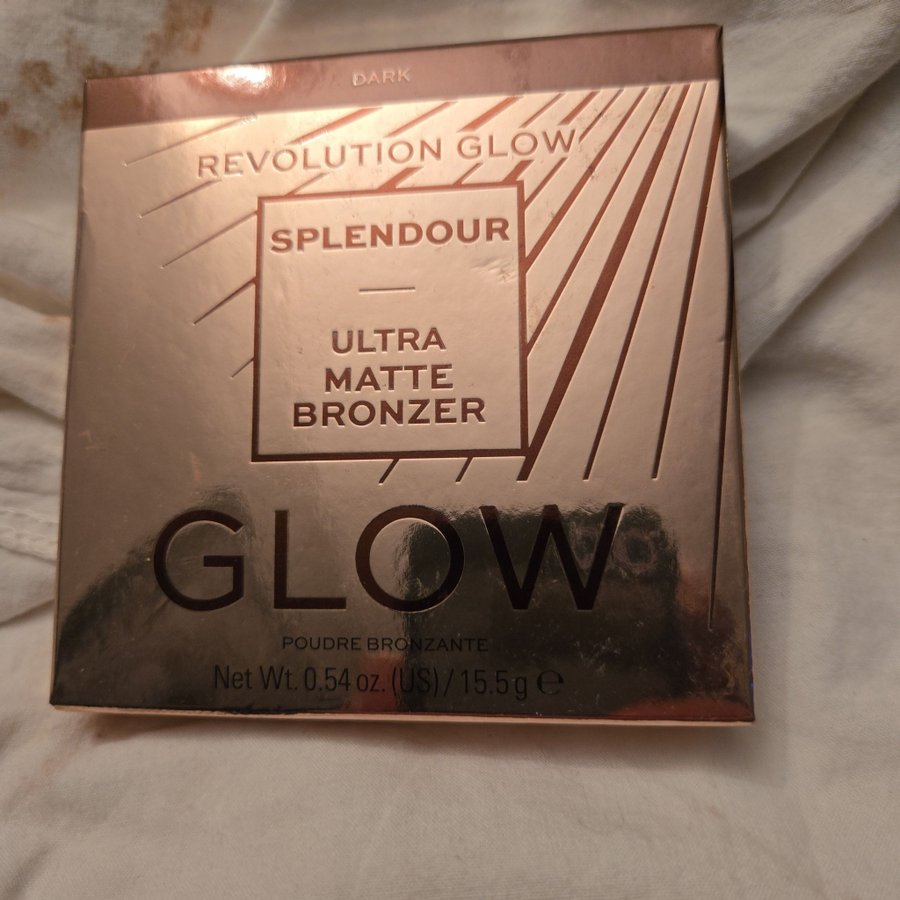 DARK
REVOLUTION GLOW
SPLENDOUR
ULTRA
MATTE
BRONZER
GLOW
POUDRE BRONZANTE
Net Wt. 0.54 oz. (US) / 15.5 g ℮